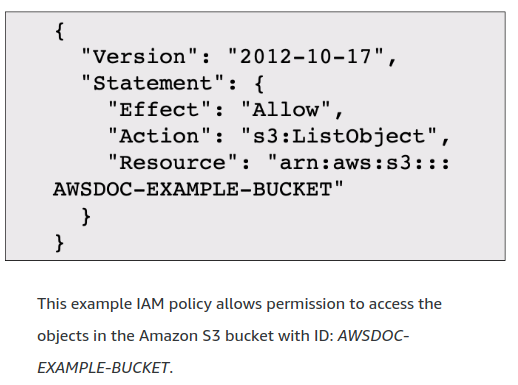 {
"Version": "2012-10-17",
"Statement": {
"Effect": "Allow",
"Action": "s3:ListObject",
"Resource": "arn:aws:s3:::
AWSDOC-EXAMPLE-BUCKET"
}
}
This example IAM policy allows permission to access the
objects in the Amazon S3 bucket with ID: AWSDOC-
EXAMPLE-BUCKET.